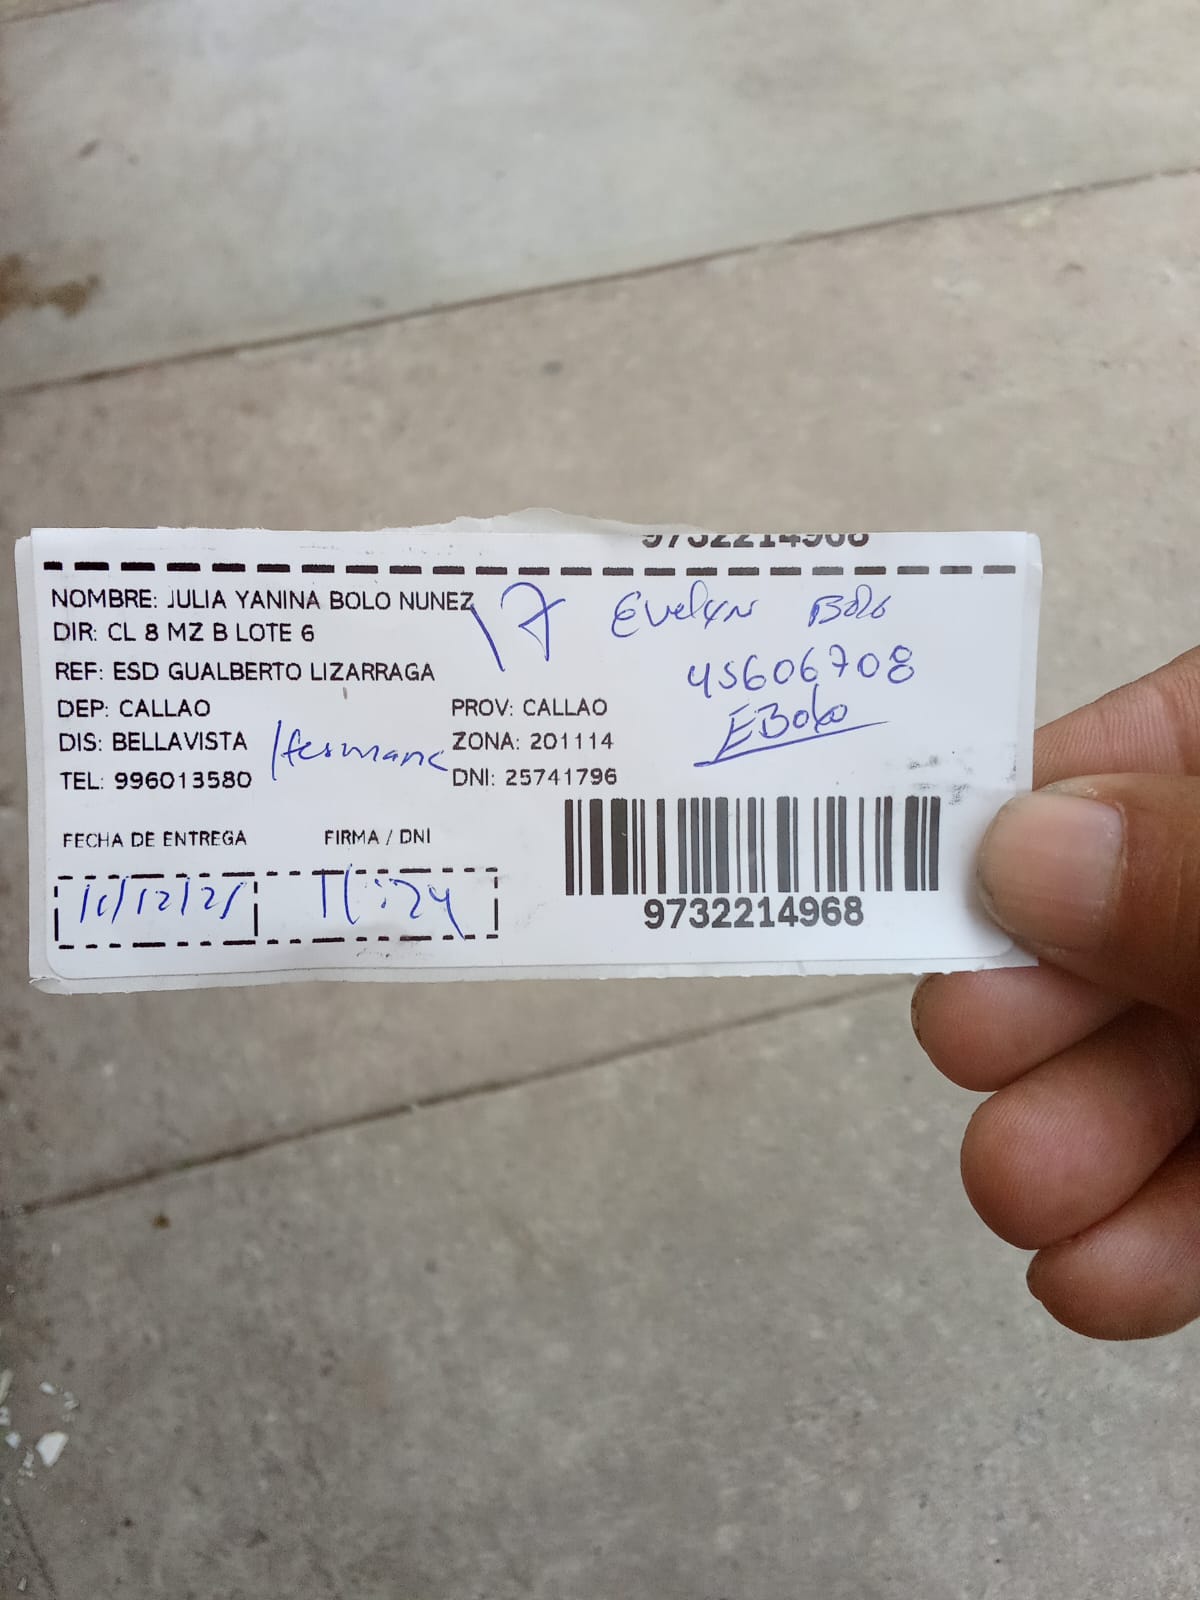 9732214968
NOMBRE: JULIA YANINA BOLO NUNEZ
17 Evelyn Bolo
DIR: CL 8 MZ B LOTE 6
REF: ESD GUALBERTO LIZARRAGA
45606708
DEP: CALLAO PROV: CALLAO
EBolo
DIS: BELLAVISTA Hermana ZONA: 201114
TEL: 996013580 DNI: 25741796
FECHA DE ENTREGA FIRMA / DNI
11:24
9732214968